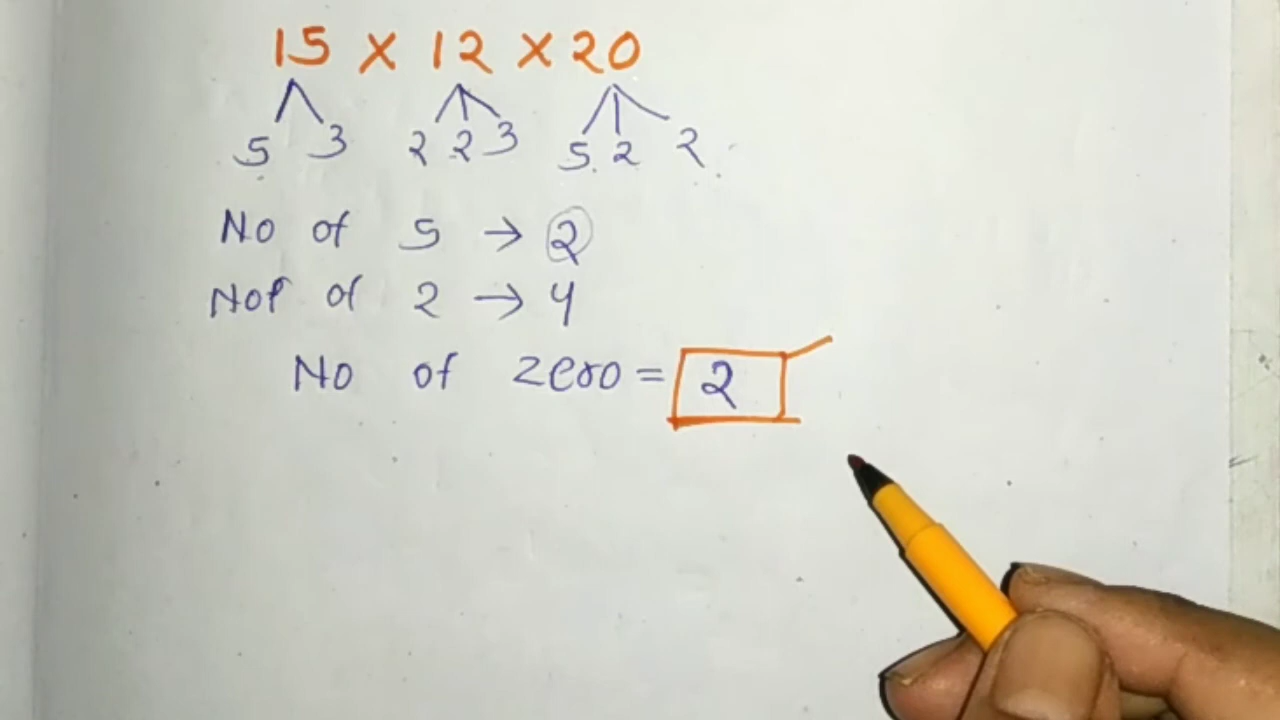 15 × 12 × 20
5 3 2 2 3 5 2 2
No of 5 → 2
Nof of 2 → 4
No of zero = 2